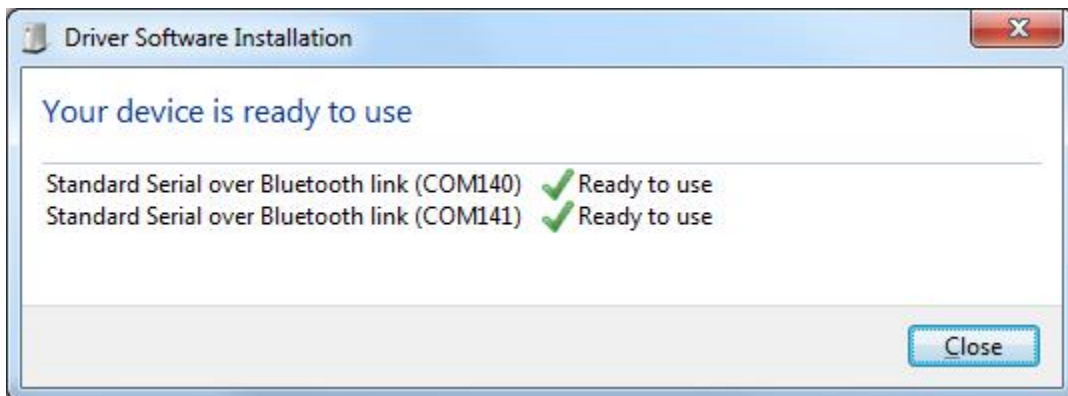 Driver Software Installation
Your device is ready to use
Standard Serial over Bluetooth link (COM140) Ready to use
Standard Serial over Bluetooth link (COM141) Ready to use
Close